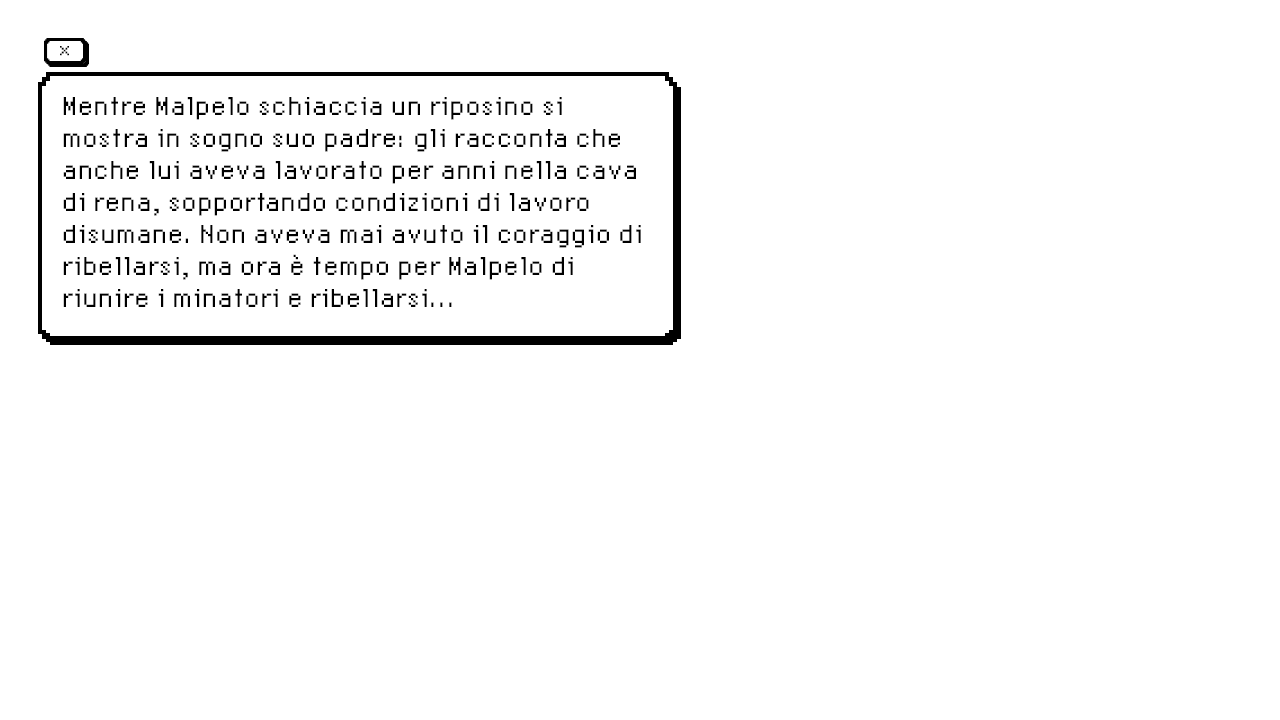 ×
Mentre Malpelo schiaccia un riposino si
mostra in sogno suo padre: gli racconta che
anche lui aveva lavorato per anni nella cava
di rena, sopportando condizioni di lavoro
disumane. Non aveva mai avuto il coraggio di
ribellarsi, ma ora è tempo per Malpelo di
riunire i minatori e ribellarsi...